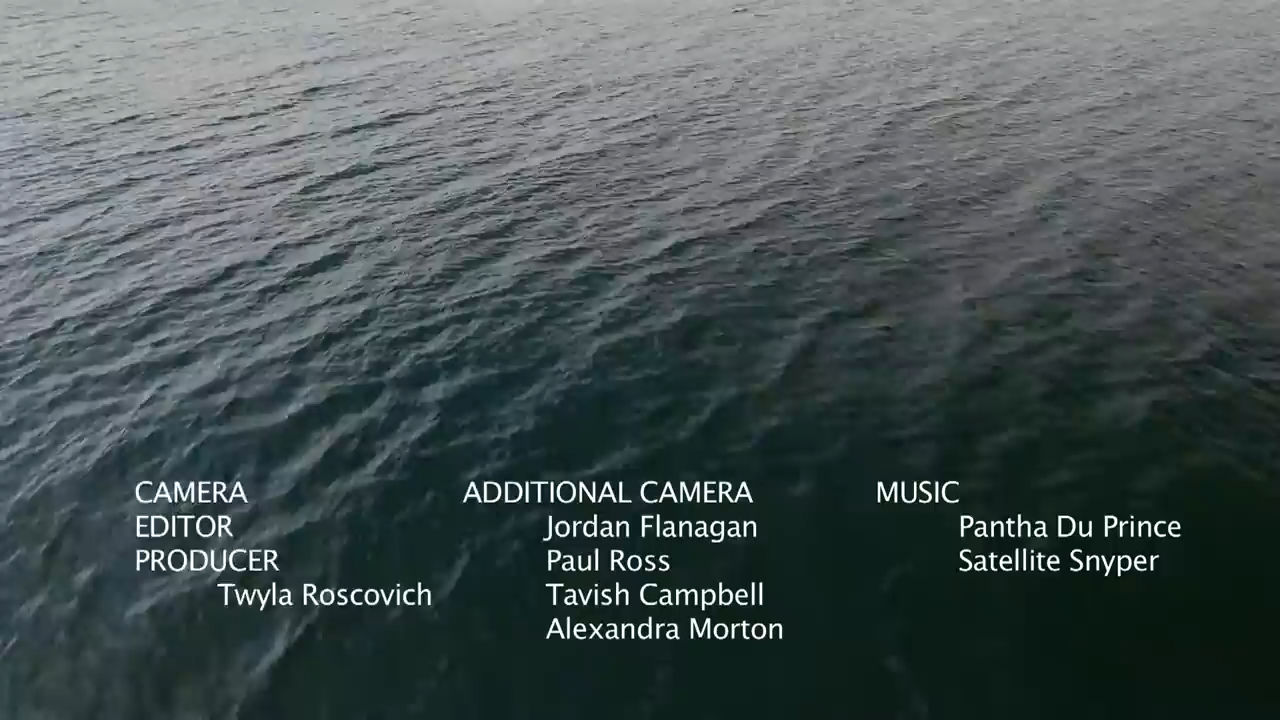 CAMERA
EDITOR
PRODUCER
Twyla Roscovich
ADDITIONAL CAMERA
Jordan Flanagan
Paul Ross
Tavish Campbell
Alexandra Morton
MUSIC
Pantha Du Prince
Satellite Snyper